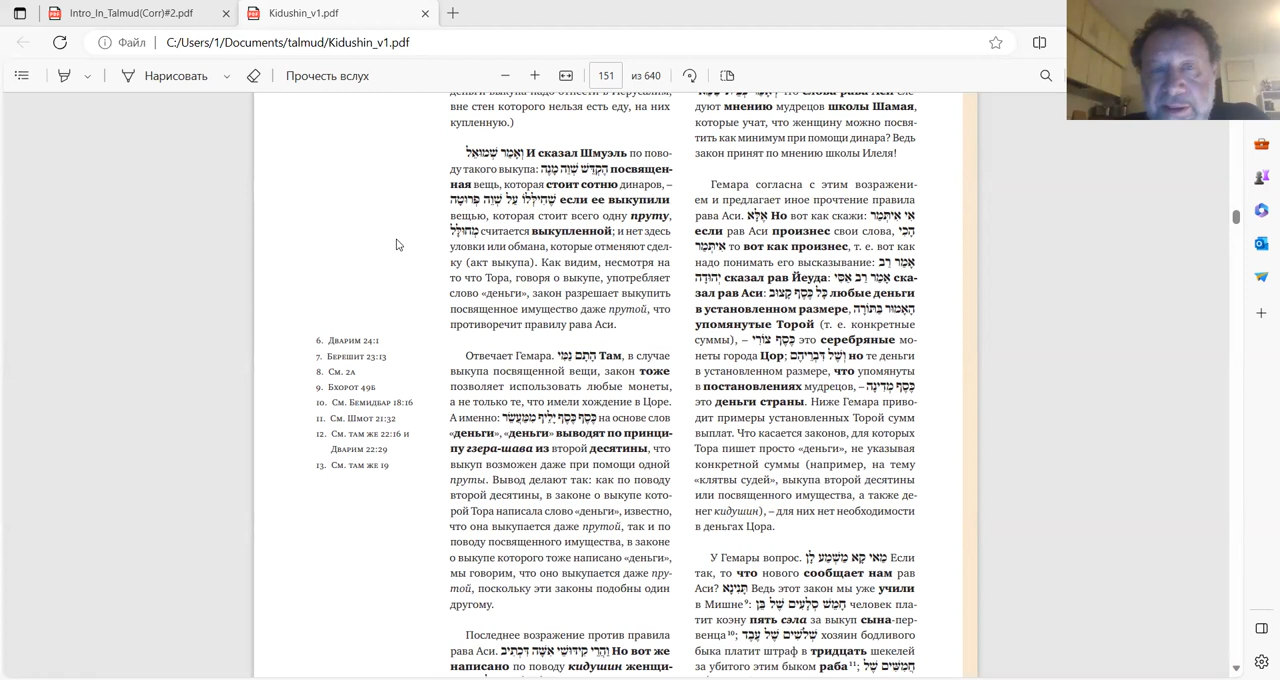 Intro_In_Talmud(Corr)#2.pdf
Kidushin_v1.pdf
Файл
C:/Users/1/Documents/talmud/Kidushin_v1.pdf
Нарисовать
Прочесть вслух
151
из 640
деньги выкупа надо отнести в Иерусалим,
вне стен которого нельзя есть еду, на них
купленную.)
וְאָמַר שְׁמוּאֵל И сказал Шмуэль по пово-
ду такого выкупа: הֶקְדֵּשׁ שְׁוֵה מָנֶה посвящен-
ная вещь, которая стоит сотню динаров, –
שֶׁחִילְּלוֹ עַל שְׁוֵה פְּרוּטָה если ее выкупили
вещью, которая стоит всего одну пруту,
מְחוּלָּל считается выкупленной; и нет здесь
уловки или обмана, которые отменяют сдел-
ку (акт выкупа). Как видим, несмотря на
то что Тора, говоря о выкупе, употребляет
слово «деньги», закон разрешает выкупить
посвященное имущество даже прутой, что
противоречит правилу рава Аси.
Отвечает Гемара. הָתָם נַמִי Там, в случае
выкупа посвященной вещи, закон тоже
позволяет использовать любые монеты,
а не только те, что имели хождение в Цоре.
А именно: כֶּסֶף כֶּסֶף יָלֵיף מִמַּעֲשֵׂר на основе слов
«деньги», «деньги» выводят по принци-
пу гзера-шава из второй десятины, что
выкуп возможен даже при помощи одной
пруты. Вывод делают так: как по поводу
второй десятины, в законе о выкупе кото-
рой Тора написала слово «деньги», известно,
что она выкупается даже прутой, так и по
поводу посвященного имущества, в законе
о выкупе которого тоже написано «деньги»,
мы говорим, что оно выкупается даже пру-
той, поскольку эти законы подобны один
другому.
Последнее возражение против правила
рава Аси. וַהֲרֵי קִידּוּשֵׁי אִשָּׁה דִּכְתִיב Но вот же
написано по поводу кидушин женщи-
6. Дварим 24:1
7. Берешит 23:13
8. См. 2а
9. Бхорот 49б
10. См. Бемидбар 18:16
11. См. Шмот 21:32
12. См. там же 22:16 и
Дварим 22:29
13. См. там же 19
что слова рава Аси сле-
дуют мнению мудрецов школы Шамая,
которые учат, что женщину можно посвя-
тить как минимум при помощи динара? Ведь
закон принят по мнению школы Илеля!
Гемара согласна с этим возражени-
ем и предлагает иное прочтение правила
рава Аси. אֶלָּא Но вот как скажи: אִי אִיתְּמַר
если рав Аси произнес свои слова, הָכִי
אִיתְּמַר то вот как произнес, т. е. вот как
надо понимать его высказывание: אָמַר רַב
יְהוּדָה сказал рав Йеуда: אָמַר רַב אַסִּי ска-
зал рав Аси: כָּל כֶּסֶף קָצוּב любые деньги
в установленном размере, הָאָמוּר בַּתּוֹרָה
упомянутые Торой (т. е. конкретные
суммы), – כֶּסֶף צוֹרִי это серебряные мо-
неты города Цор; וְשֶׁל דִּבְרֵיהֶם но те деньги
в установленном размере, что упомянуты
в постановлениях мудрецов, – כֶּסֶף מְדִינָה
это деньги страны. Ниже Гемара приво-
дит примеры установленных Торой сумм
выплат. Что касается законов, для которых
Тора пишет просто «деньги», не указывая
конкретной суммы (например, на тему
«клятвы судей», выкупа второй десятины
или посвященного имущества, а также де-
нег кидушин), – для них нет необходимости
в деньгах Цора.
У Гемары вопрос. מַאי קָא מַשְׁמַע לָן Если
так, то что нового сообщает нам рав
Аси? תְּנֵינָא Ведь этот закон мы уже учили
в Мишне⁹: חָמֵשׁ סְלָעִים שֶׁל בֵּן человек пла-
тит коэну пять сэла за выкуп сына-пер-
венца¹⁰; שְׁלֹשִׁים שֶׁל עֶבֶד хозяин бодливого
быка платит штраф в тридцать шекелей
за убитого этим быком раба¹¹; חֲמִשִּׁים שֶׁל